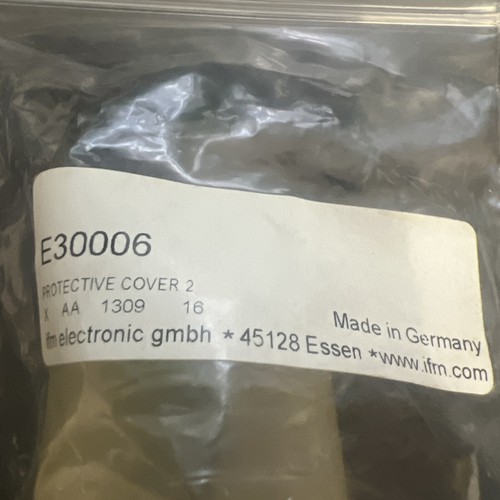 E30006
PROTECTIVE COVER 2
X AA 1309 16
Made in Germany
ifm electronic gmbh * 45128 Essen *www.ifm.com